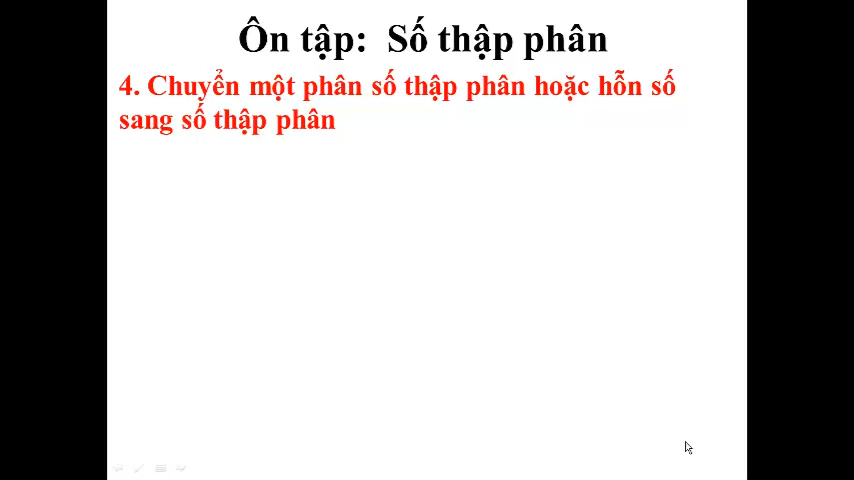 Ôn tập: Số thập phân
4. Chuyển một phân số thập phân hoặc hỗn số
sang số thập phân